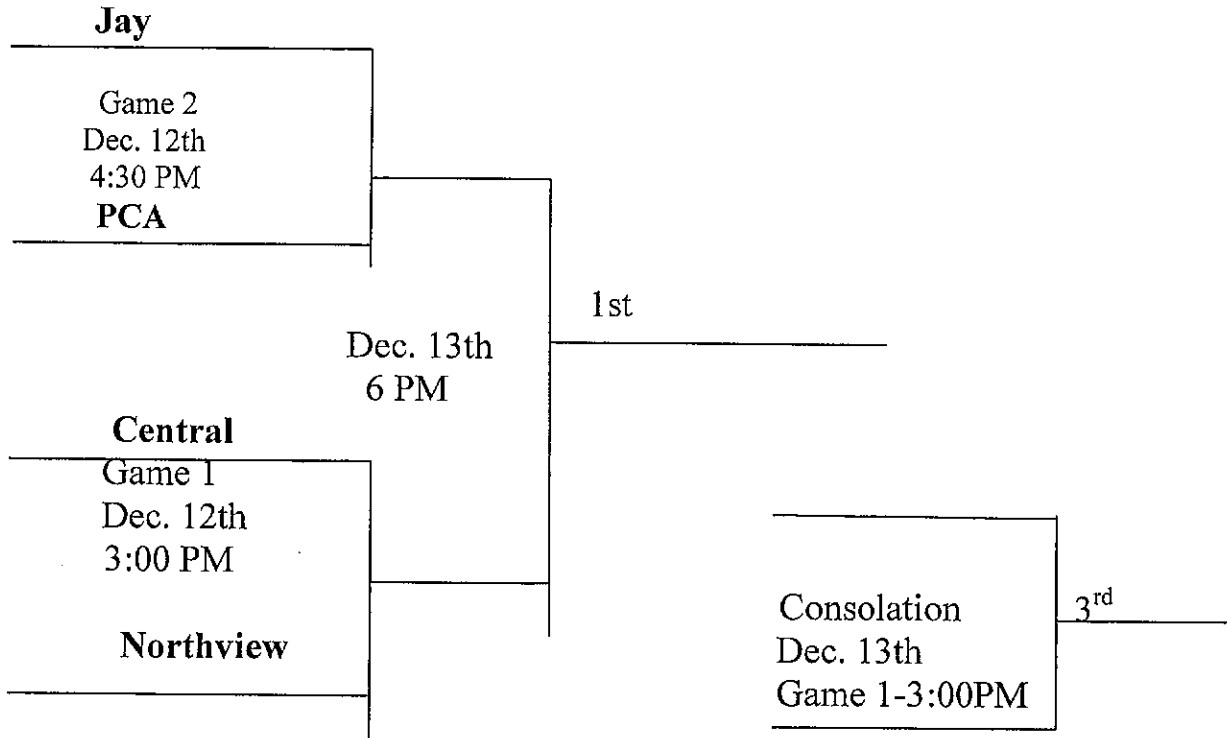 Jay
Game 2
Dec. 12th
4:30 PM
PCA
1st
Dec. 13th
6 PM
Central
Game 1
Dec. 12th
3:00 PM
Northview
Consolation
Dec. 13th
Game 1-3:00PM
3rd